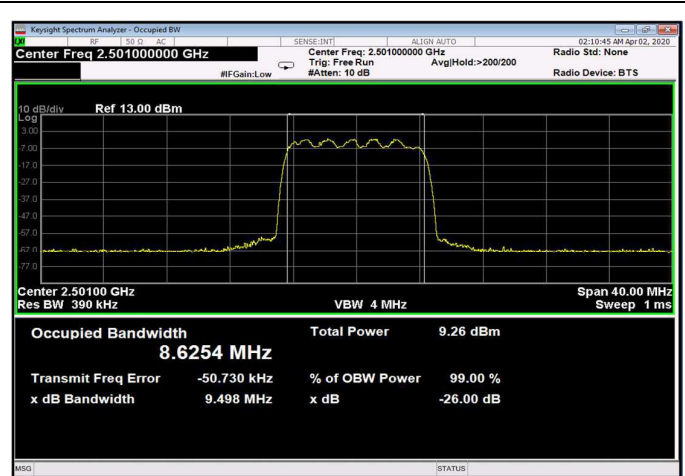 Keysight Spectrum Analyzer - Occupied BW
RF 50 Ω AC SENSE:INT ALIGN AUTO 02:10:45 AM Apr 02, 2020
Center Freq 2.501000000 GHz Center Freq: 2.501000000 GHz Radio Std: None
Trig: Free Run Avg|Hold:>200/200
#IFGain:Low #Atten: 10 dB Radio Device: BTS
10 dB/div Ref 13.00 dBm
Log
3.00
-7.00
-17.0
-27.0
-37.0
-47.0
-57.0
-67.0
-77.0
Center 2.50100 GHz Span 40.00 MHz
Res BW 390 kHz VBW 4 MHz Sweep 1 ms
Occupied Bandwidth Total Power 9.26 dBm
8.6254 MHz
Transmit Freq Error -50.730 kHz % of OBW Power 99.00 %
x dB Bandwidth 9.498 MHz x dB -26.00 dB
MSG STATUS